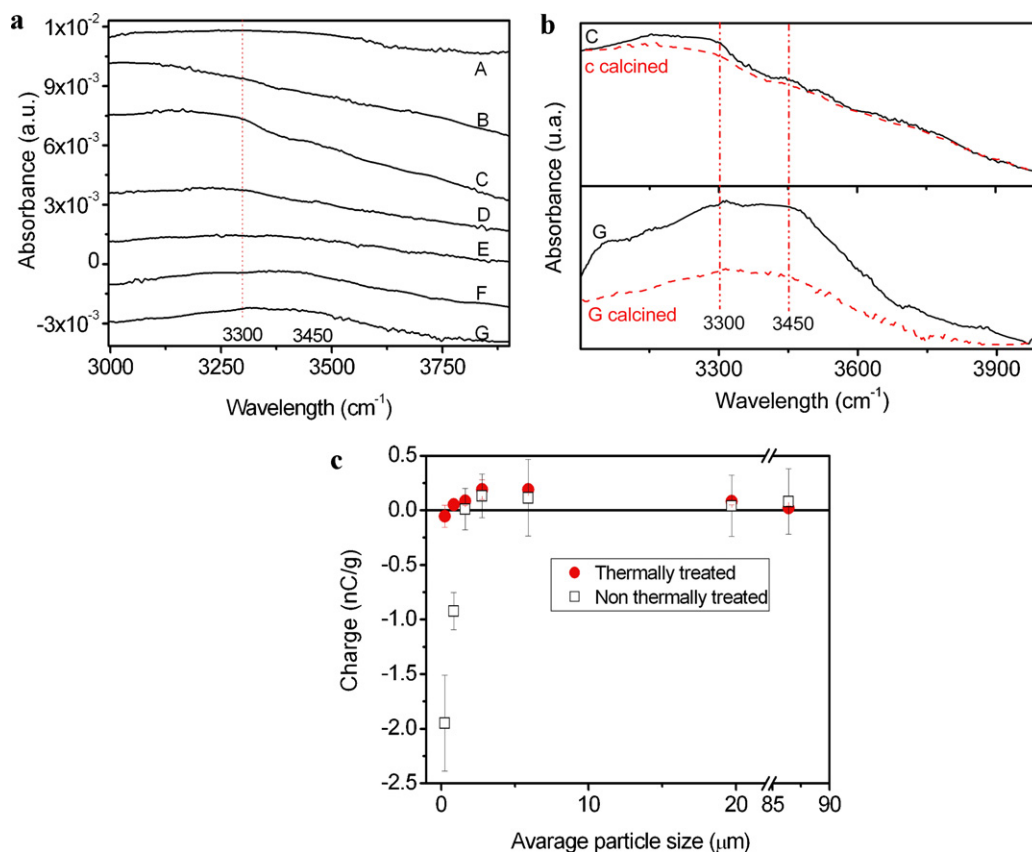 a
1x10⁻²
9x10⁻³
6x10⁻³
3x10⁻³
0
-3x10⁻³
Absorbance (a.u.)
A
B
C
D
E
F
G
3300
3450
3000
3250
3500
3750
Wavelength (cm⁻¹)
b
C
c calcined
G
G calcined
3300
3450
Absorbance (u.a.)
3300
3600
3900
Wavelength (cm⁻¹)
c
0.5
0.0
-0.5
-1.0
-1.5
-2.0
-2.5
Charge (nC/g)
Thermally treated
Non thermally treated
0
10
20
85
90
Avarage particle size (μm)